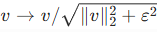 v → v/√‖v‖₂² + ε²